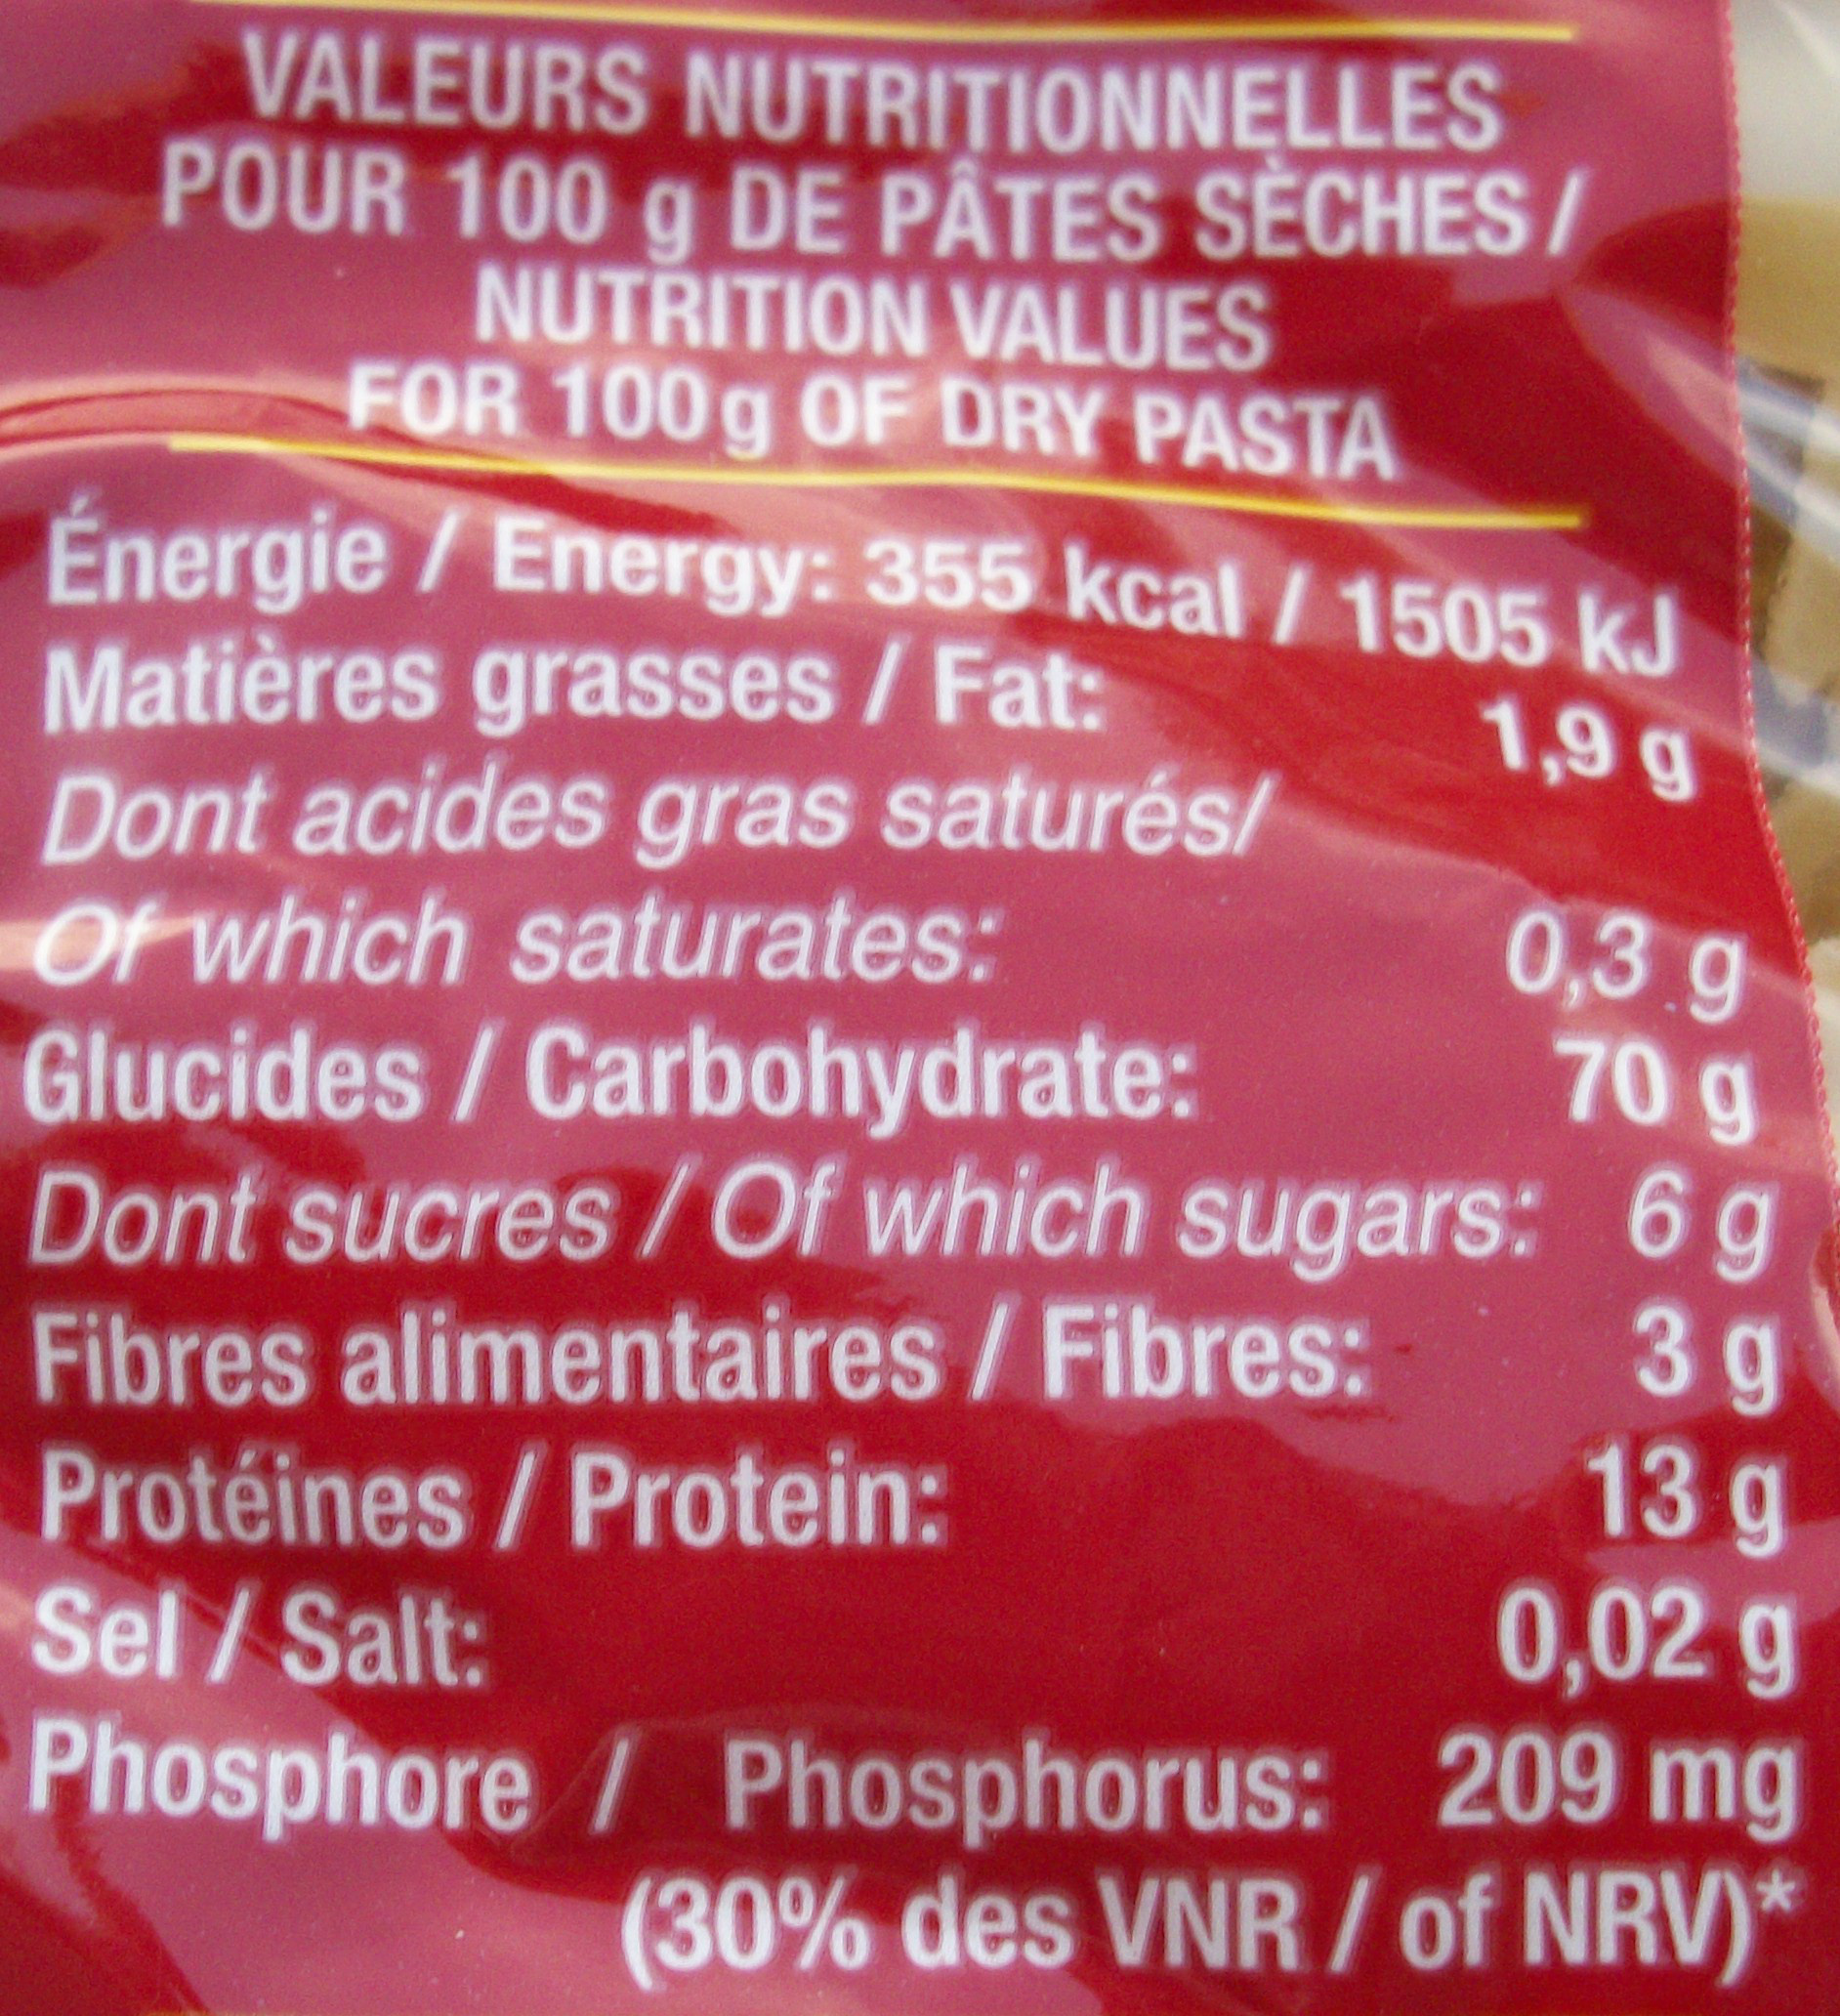 VALEURS NUTRITIONNELLES
POUR 100 g DE PÂTES SÈCHES /
NUTRITION VALUES
FOR 100g OF DRY PASTA
Énergie / Energy: 355 kcal / 1505 kJ
Matières grasses / Fat: 1,9 g
Dont acides gras saturés/
Of which saturates: 0,3 g
Glucides / Carbohydrate: 70 g
Dont sucres / Of which sugars: 6 g
Fibres alimentaires / Fibres: 3 g
Protéines / Protein: 13 g
Sel / Salt: 0,02 g
Phosphore / Phosphorus: 209 mg
(30% des VNR / of NRV)*